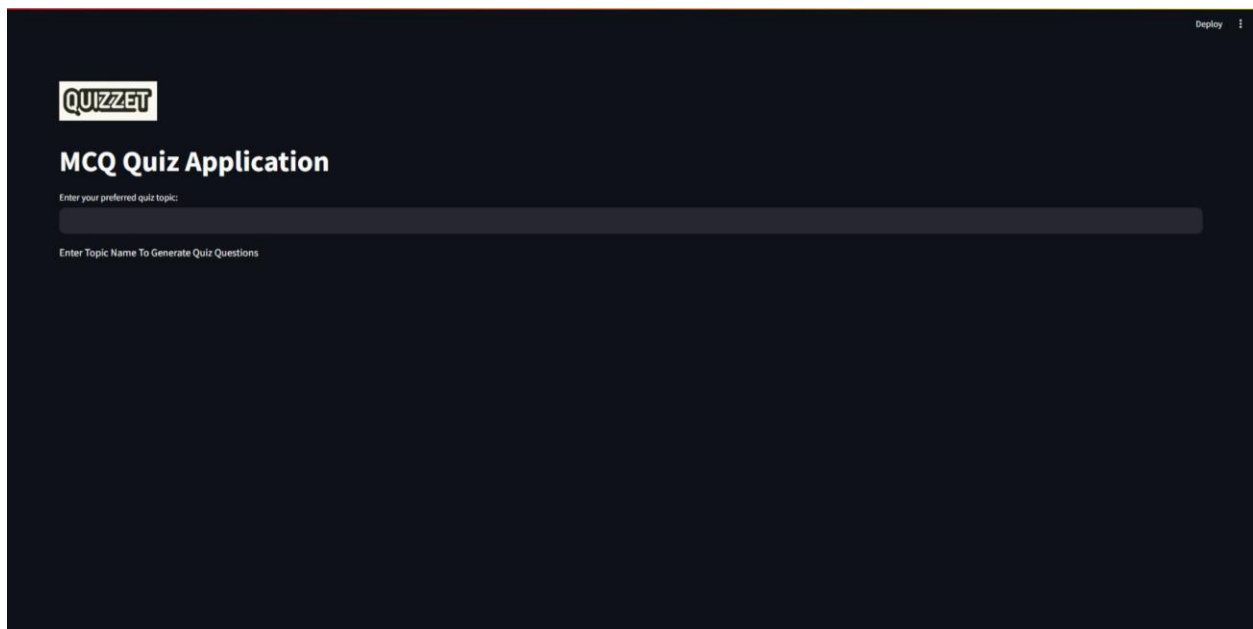 Deploy
QUIZZET
MCQ Quiz Application
Enter your preferred quiz topic:
Enter Topic Name To Generate Quiz Questions